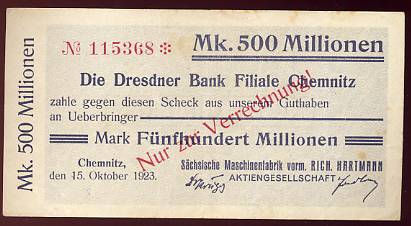 № 115368 ✻
Mk. 500 Millionen
Mk. 500 Millionen
Die Dresdner Bank Filiale Chemnitz
zahle gegen diesen Scheck aus unserem Guthaben
an Ueberbringer
Nur zur Verrechnung!
Mark Fünfhundert Millionen
Chemnitz,
den 15. Oktober 1923.
Sächsische Maschinenfabrik vorm. RICH. HARTMANN
AKTIENGESELLSCHAFT